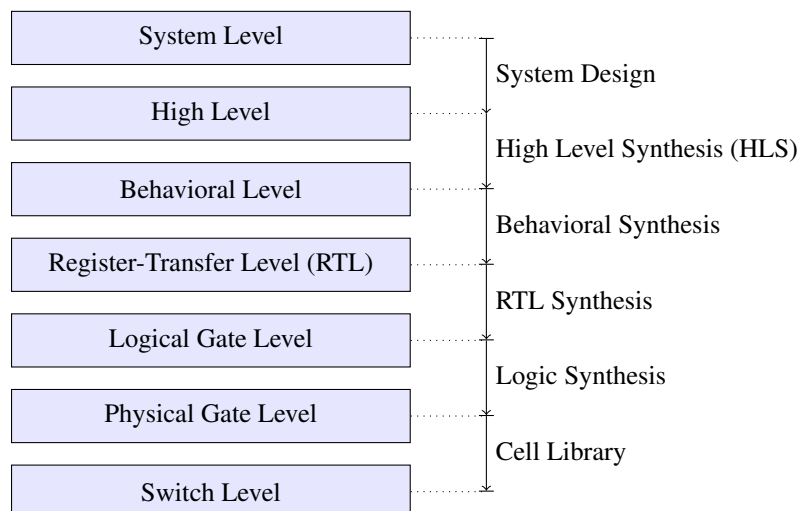 System Level
System Design
High Level
High Level Synthesis (HLS)
Behavioral Level
Behavioral Synthesis
Register-Transfer Level (RTL)
RTL Synthesis
Logical Gate Level
Logic Synthesis
Physical Gate Level
Cell Library
Switch Level